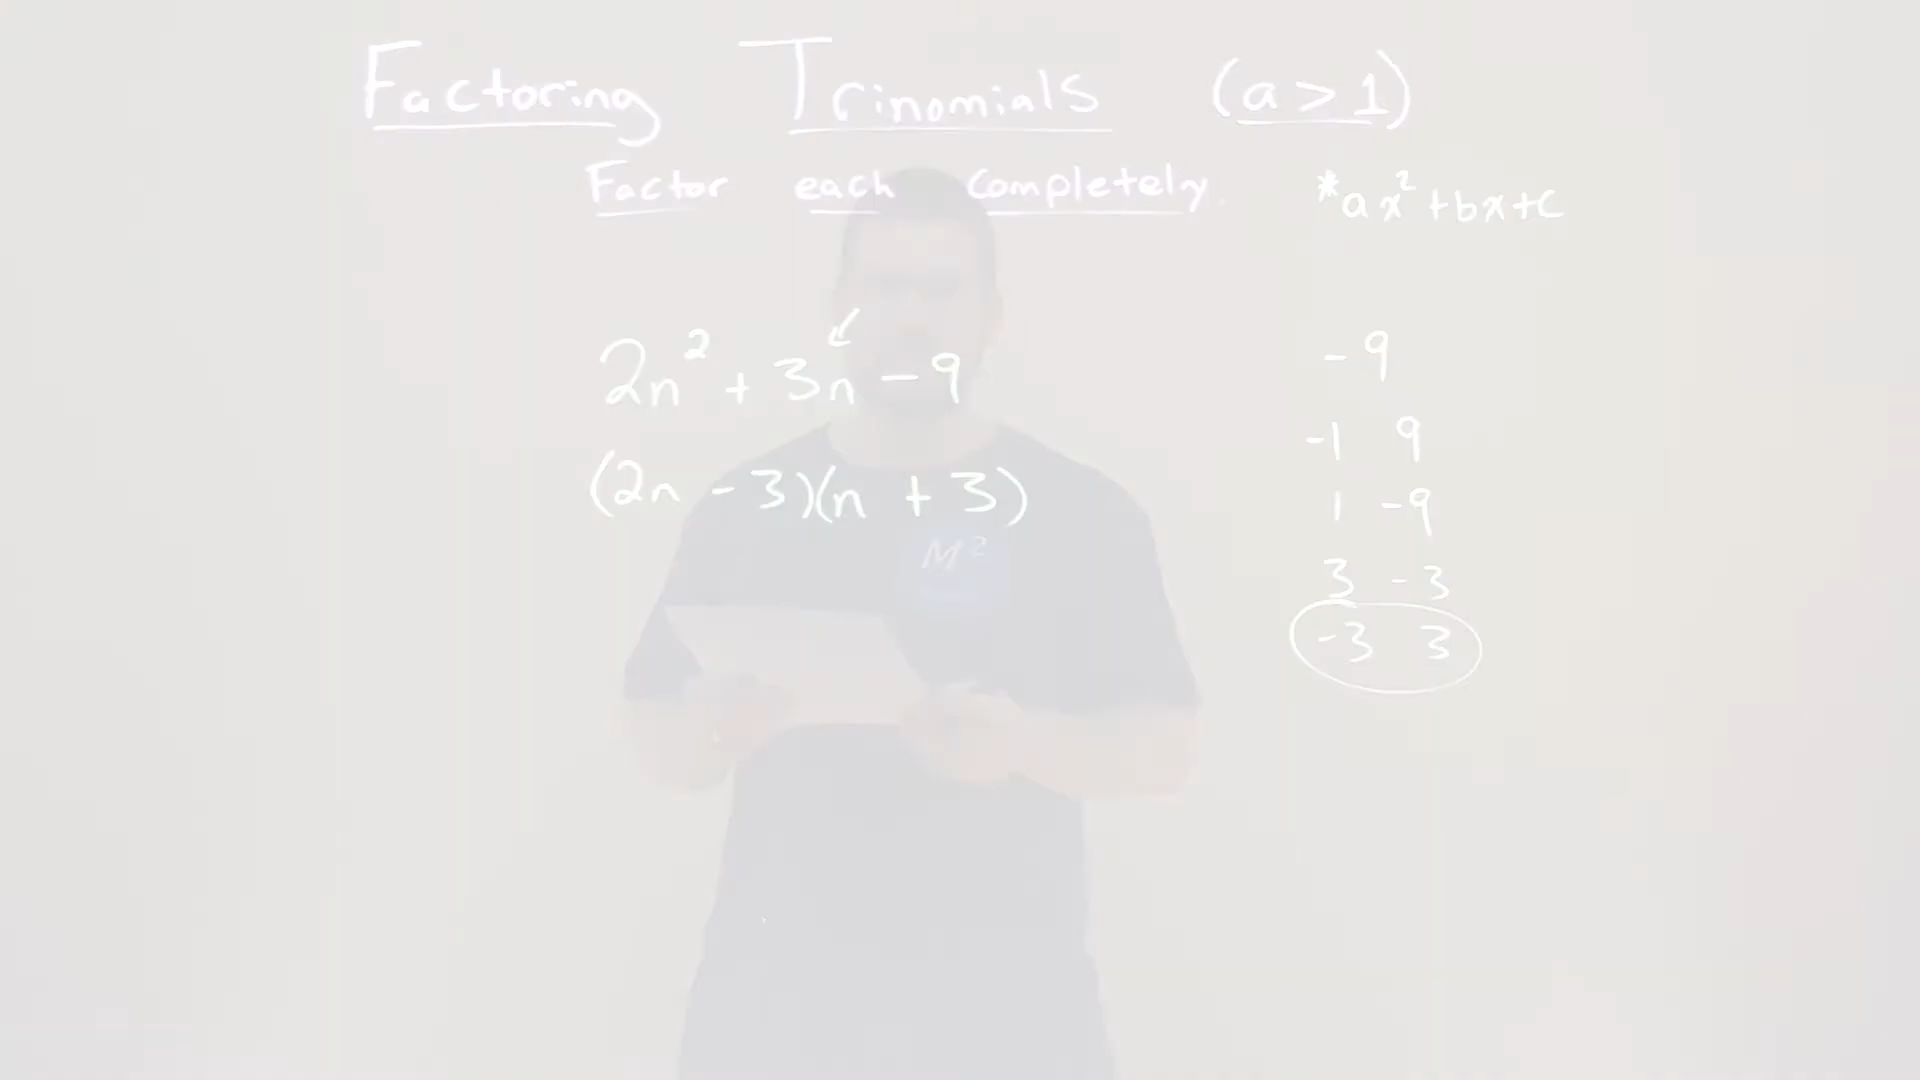 Factoring Trinomials (a > 1)
Factor each completely.
*ax² + bx + c
2n² + 3n - 9
(2n - 3)(n + 3)
M²
-9
-1 9
1 -9
3 -3
-3 3